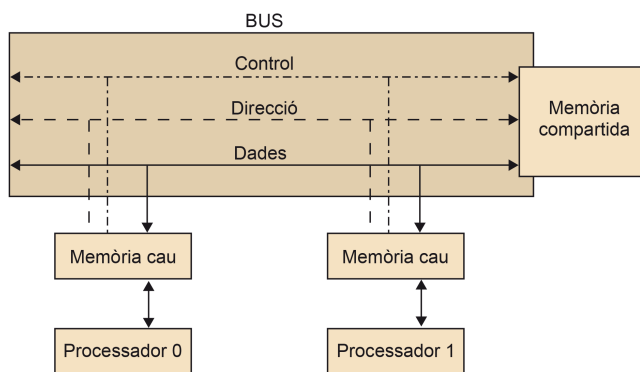 BUS
Control
Direcció
Dades
Memòria
compartida
Memòria cau
Memòria cau
Processador 0
Processador 1